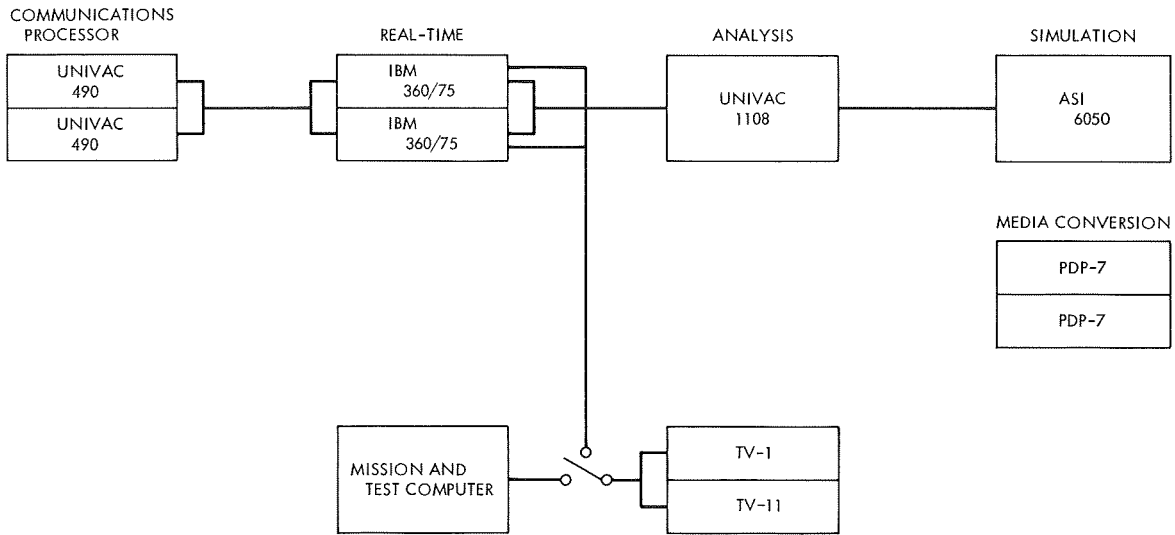 COMMUNICATIONS
PROCESSOR
REAL-TIME
ANALYSIS
SIMULATION
UNIVAC
490
UNIVAC
490
IBM
360/75
IBM
360/75
UNIVAC
1108
ASI
6050
MEDIA CONVERSION
PDP-7
PDP-7
MISSION AND
TEST COMPUTER
TV-1
TV-11